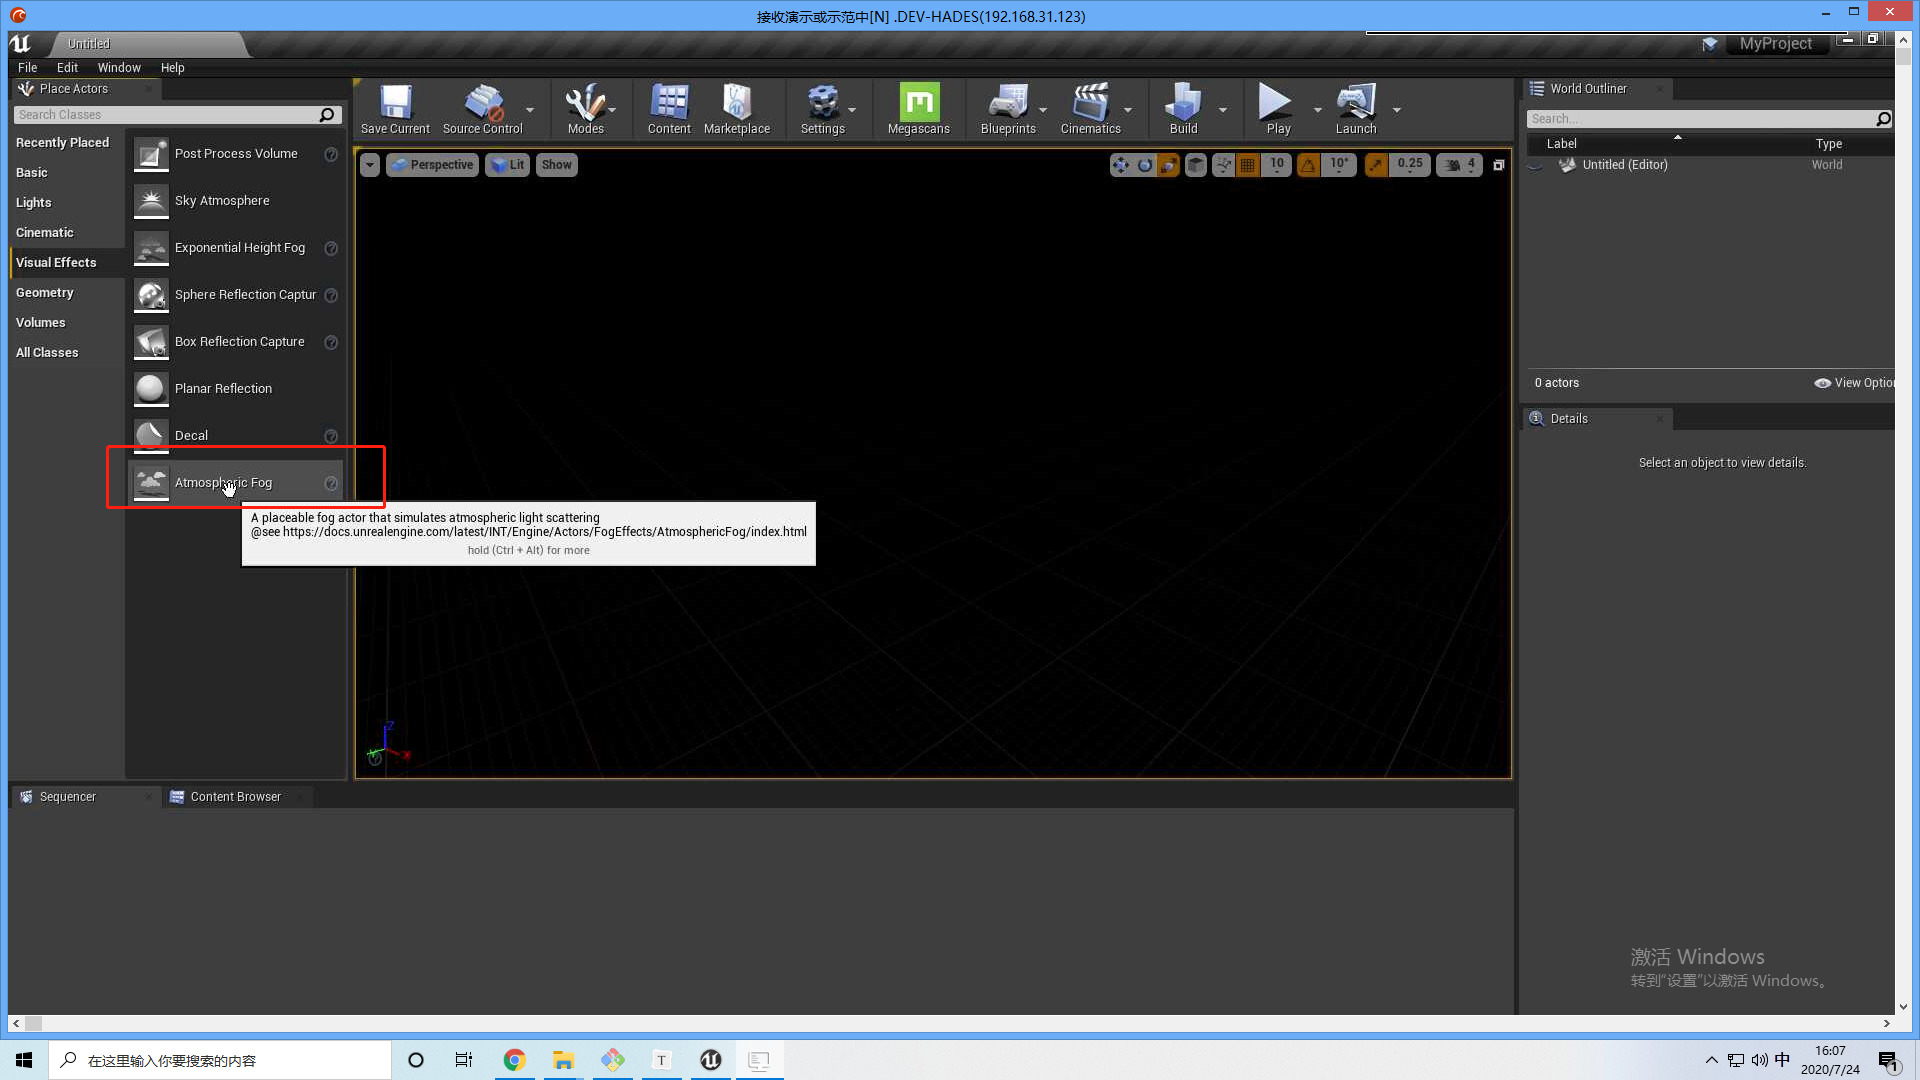 接收演示或示范中[N] .DEV-HADES(192.168.31.123)
Untitled
MyProject
File Edit Window Help
Place Actors
Search Classes
Recently Placed
Basic
Lights
Cinematic
Visual Effects
Geometry
Volumes
All Classes
Post Process Volume
Sky Atmosphere
Exponential Height Fog
Sphere Reflection Captur
Box Reflection Capture
Planar Reflection
Decal
Atmospheric Fog
A placeable fog actor that simulates atmospheric light scattering
@see https://docs.unrealengine.com/latest/INT/Engine/Actors/FogEffects/AtmosphericFog/index.html
hold (Ctrl + Alt) for more
Save Current
Source Control
Modes
Content
Marketplace
Settings
Megascans
Blueprints
Cinematics
Build
Play
Launch
Perspective
Lit
Show
10
10°
0.25
4
Z
Y
X
World Outliner
Search...
Label
Type
Untitled (Editor)
World
0 actors
View Option
Details
Select an object to view details.
Sequencer
Content Browser
激活 Windows
转到“设置”以激活 Windows。
在这里输入你要搜索的内容
T
中
16:07
2020/7/24
1